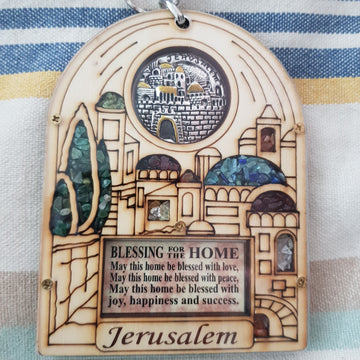 JERUSALEM
BLESSING FOR THE HOME
May this home be blessed with love,
May this home be blessed with peace,
May this home be blessed with
joy, happiness and success.
Jerusalem